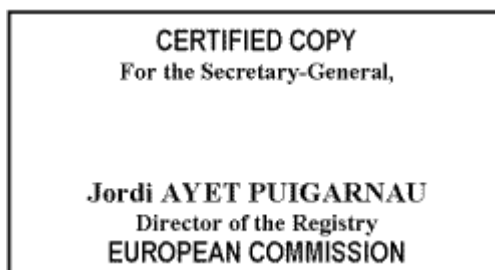 CERTIFIED COPY
For the Secretary-General,
Jordi AYET PUIGARNAU
Director of the Registry
EUROPEAN COMMISSION